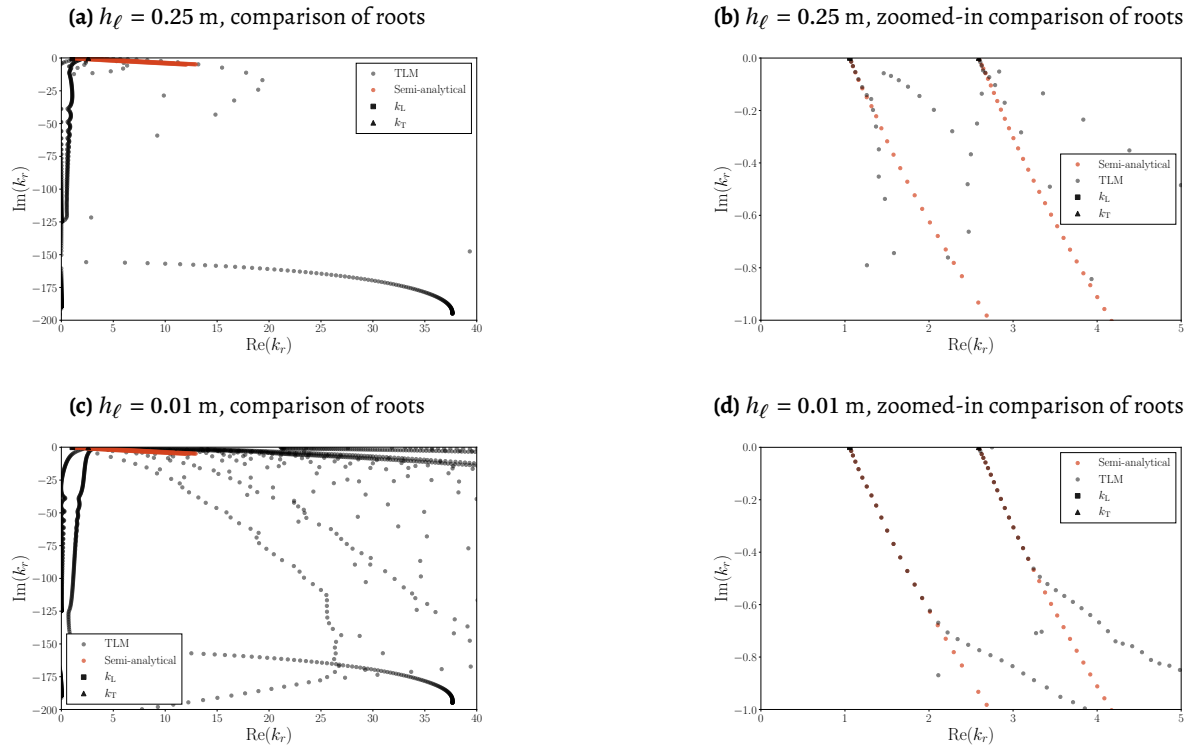 (a) hℓ = 0.25 m, comparison of roots
0
−25
−50
−75
−100
−125
−150
−175
−200
Im(kr)
0 5 10 15 20 25 30 35 40
Re(kr)
TLM
Semi-analytical
kL
kT
(b) hℓ = 0.25 m, zoomed-in comparison of roots
0.0
−0.2
−0.4
−0.6
−0.8
−1.0
Im(kr)
0 1 2 3 4 5
Re(kr)
Semi-analytical
TLM
kL
kT
(c) hℓ = 0.01 m, comparison of roots
0
−25
−50
−75
−100
−125
−150
−175
−200
Im(kr)
0 5 10 15 20 25 30 35 40
Re(kr)
TLM
Semi-analytical
kL
kT
(d) hℓ = 0.01 m, zoomed-in comparison of roots
0.0
−0.2
−0.4
−0.6
−0.8
−1.0
Im(kr)
0 1 2 3 4 5
Re(kr)
Semi-analytical
TLM
kL
kT